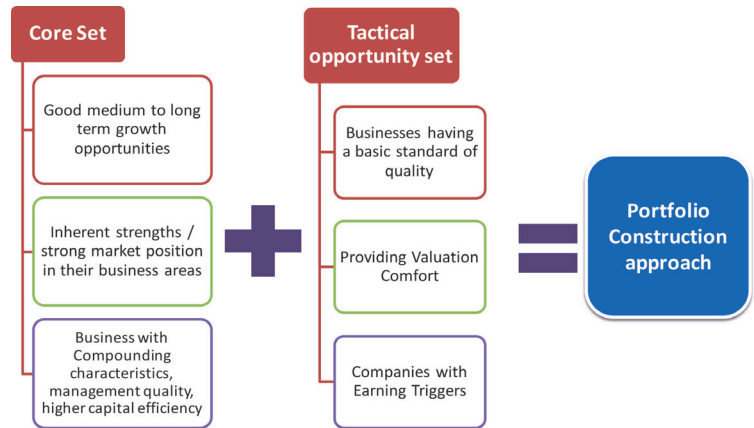 Core Set
Good medium to long
term growth
opportunities
Inherent strengths /
strong market position
in their business areas
Business with
Compounding
characteristics,
management quality,
higher capital efficiency
Tactical
opportunity set
Businesses having
a basic standard of
quality
Providing Valuation
Comfort
Companies with
Earning Triggers
Portfolio
Construction
approach